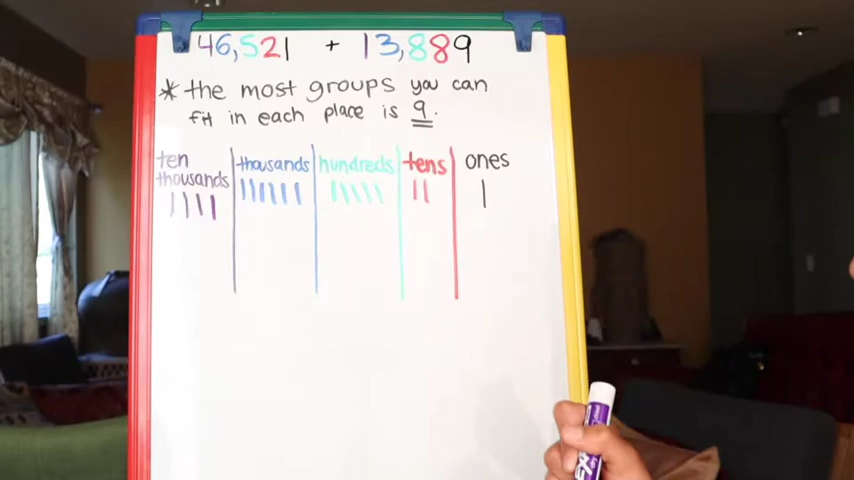 46,521 + 13,889
* the most groups you can
fit in each place is 9.
ten thousands
thousands
hundreds
tens
ones
EXPO